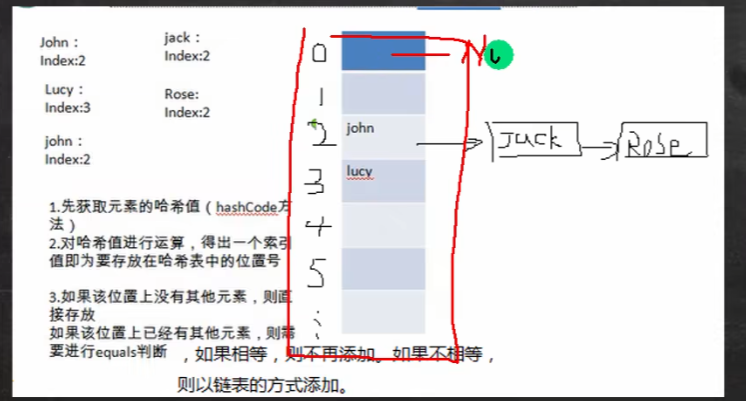 John：
Index:2
jack：
Index:2
Lucy：
Index:3
Rose:
Index:2
john：
Index:2
0
1
2 john
Jack
Rose
3 lucy
4
5
1.先获取元素的哈希值（hashCode方
法）
2.对哈希值进行运算，得出一个索引
值即为要存放在哈希表中的位置号
3.如果该位置上没有其他元素，则直
接存放
如果该位置上已经有其他元素，则需
要进行equals判断 ，如果相等，则不再添加。如果不相等，
则以链表的方式添加。